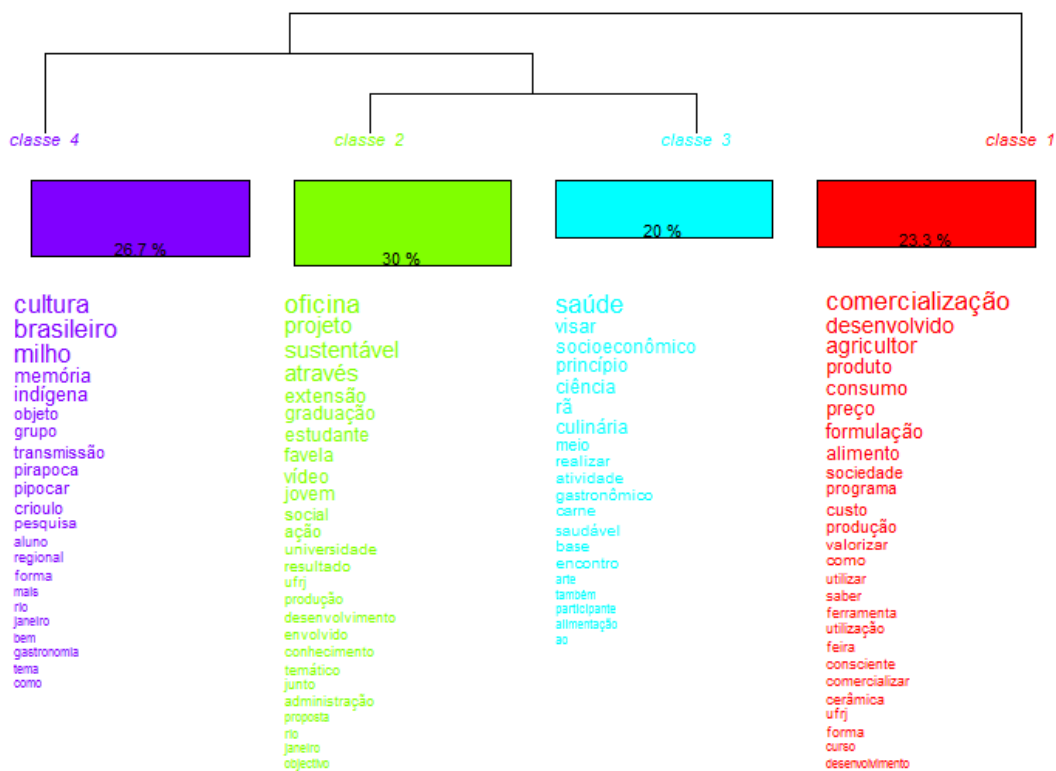 classe 4
classe 2
classe 3
classe 1
26.7 %
30 %
20 %
23.3 %
cultura
brasileiro
milho
memória
indígena
objeto
grupo
transmissão
pirapoca
pipocar
crioulo
pesquisa
aluno
regional
forma
mais
rio
janeiro
bem
gastronomia
tema
como
oficina
projeto
sustentável
através
extensão
graduação
estudante
favela
vídeo
jovem
social
ação
universidade
resultado
ufrj
produção
desenvolvimento
envolvido
conhecimento
temático
junto
administração
proposta
rio
janeiro
objectivo
saúde
visar
socioeconômico
princípio
ciência
rã
culinária
meio
realizar
atividade
gastronômico
carne
saudável
base
encontro
arte
também
participante
alimentação
ao
comercialização
desenvolvido
agricultor
produto
consumo
preço
formulação
alimento
sociedade
programa
custo
produção
valorizar
como
utilizar
saber
ferramenta
utilização
feira
consciente
comercializar
cerâmica
ufrj
forma
curso
desenvolvimento